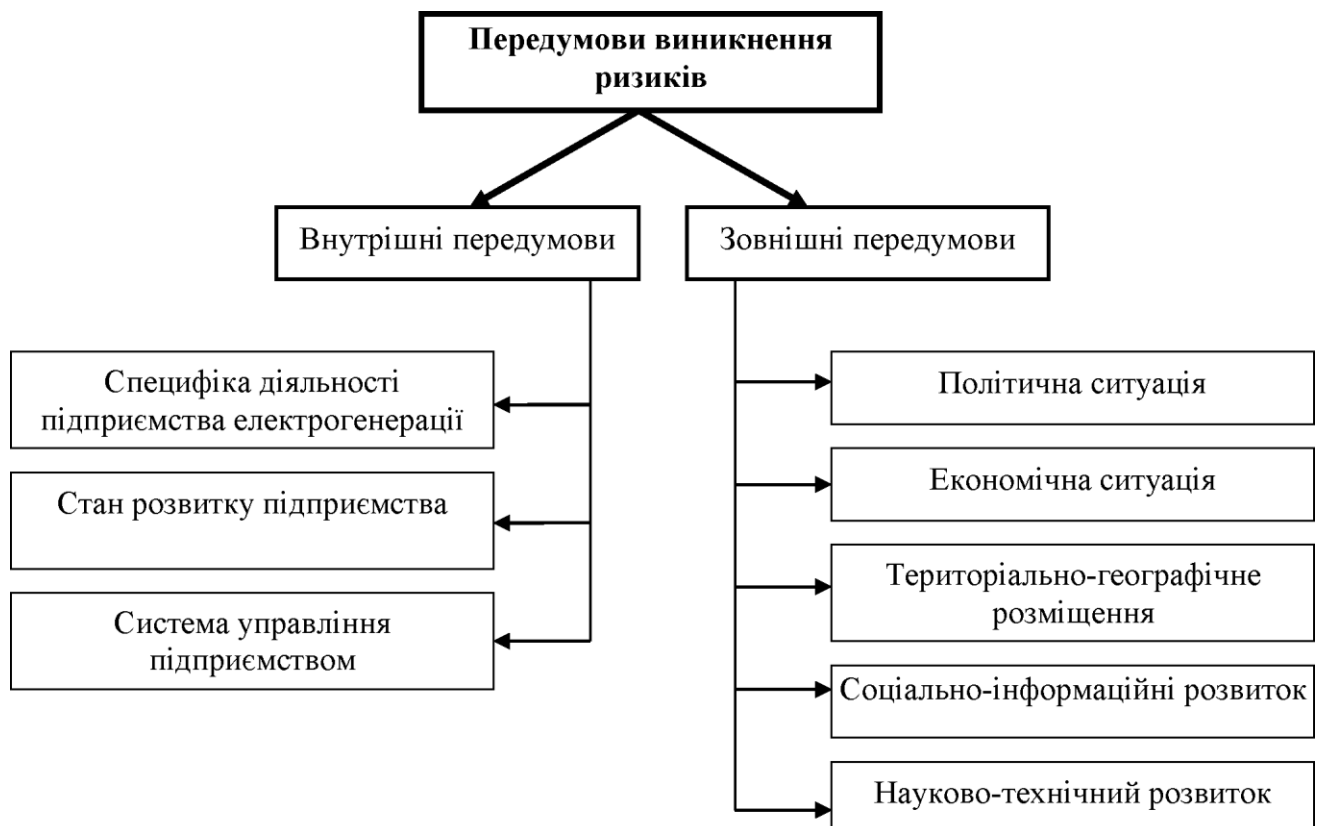 Передумови виникнення
ризиків
Внутрішні передумови
Зовнішні передумови
Специфіка діяльності
підприємства електрогенерації
Стан розвитку підприємства
Система управління
підприємством
Політична ситуація
Економічна ситуація
Територіально-географічне
розміщення
Соціально-інформаційні розвиток
Науково-технічний розвиток